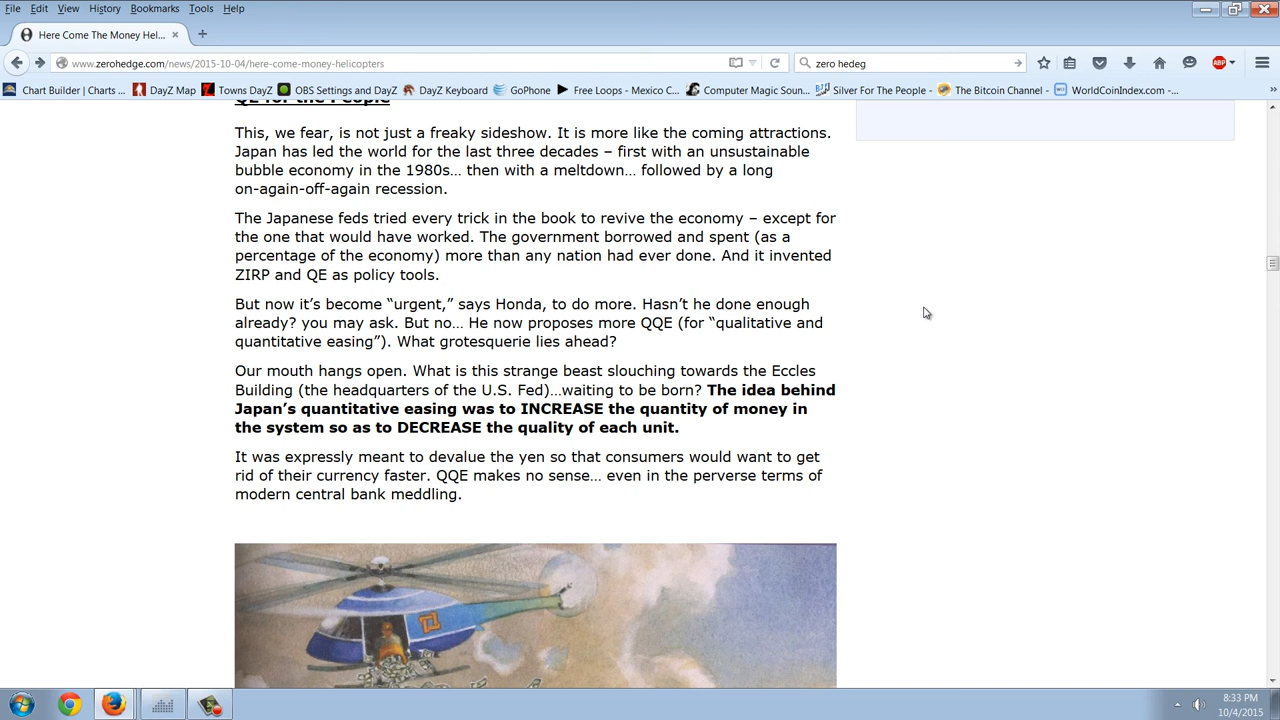 File Edit View History Bookmarks Tools Help
Here Come The Money Hel...
www.zerohedge.com/news/2015-10-04/here-come-money-helicopters
zero hedeg
ABP
Chart Builder | Charts ... DayZ Map Towns DayZ OBS Settings and DayZ DayZ Keyboard GoPhone Free Loops - Mexico C... Computer Magic Soun... Silver For The People - ... The Bitcoin Channel - ... WorldCoinIndex.com -...
QE for the People
This, we fear, is not just a freaky sideshow. It is more like the coming attractions.
Japan has led the world for the last three decades – first with an unsustainable
bubble economy in the 1980s… then with a meltdown… followed by a long
on-again-off-again recession.
The Japanese feds tried every trick in the book to revive the economy – except for
the one that would have worked. The government borrowed and spent (as a
percentage of the economy) more than any nation had ever done. And it invented
ZIRP and QE as policy tools.
But now it’s become “urgent,” says Honda, to do more. Hasn’t he done enough
already? you may ask. But no… He now proposes more QQE (for “qualitative and
quantitative easing”). What grotesquerie lies ahead?
Our mouth hangs open. What is this strange beast slouching towards the Eccles
Building (the headquarters of the U.S. Fed)…waiting to be born? The idea behind
Japan’s quantitative easing was to INCREASE the quantity of money in
the system so as to DECREASE the quality of each unit.
It was expressly meant to devalue the yen so that consumers would want to get
rid of their currency faster. QQE makes no sense… even in the perverse terms of
modern central bank meddling.
8:33 PM
10/4/2015